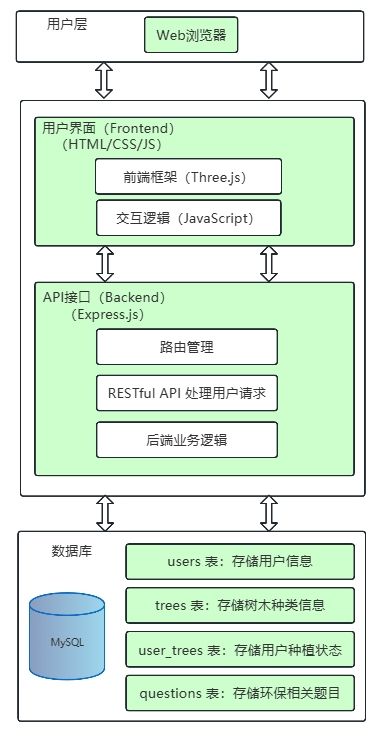 用户层
Web浏览器
用户界面（Frontend）
（HTML/CSS/JS）
前端框架（Three.js）
交互逻辑（JavaScript）
API接口（Backend）
（Express.js）
路由管理
RESTful API 处理用户请求
后端业务逻辑
数据库
MySQL
users 表：存储用户信息
trees 表：存储树木种类信息
user_trees 表：存储用户种植状态
questions 表：存储环保相关题目